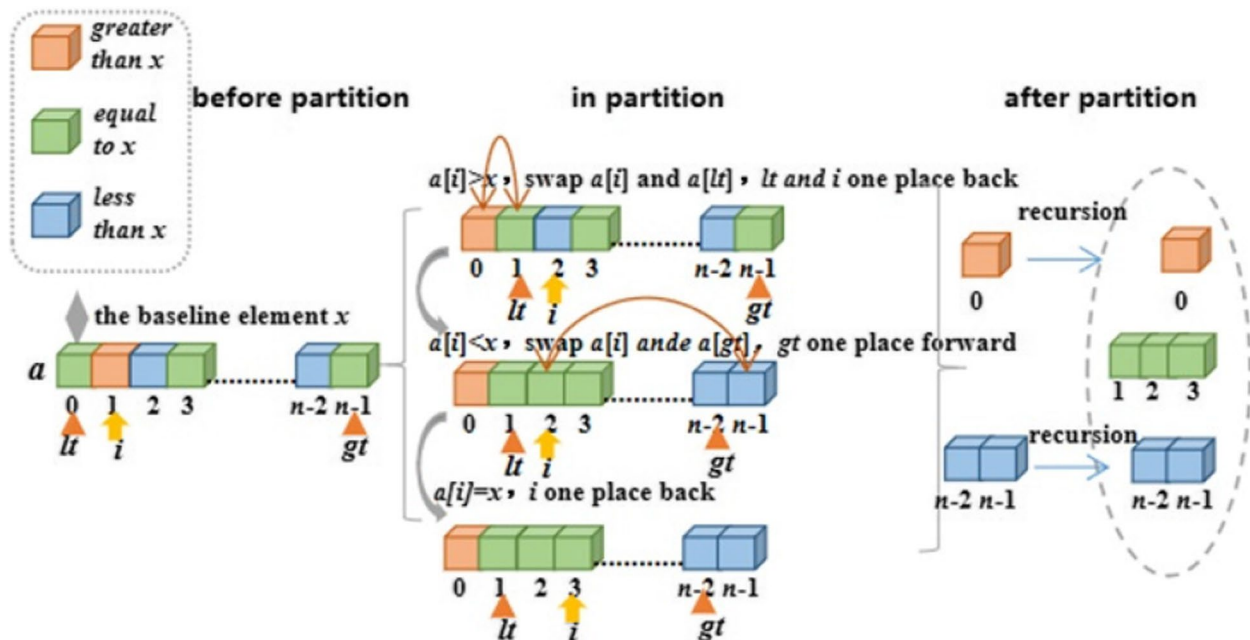 greater
than x
equal
to x
less
than x
before partition
in partition
after partition
a[i]>x, swap a[i] and a[lt], lt and i one place back
0 1 2 3 n-2 n-1
lt i gt
the baseline element x
a
0 1 2 3 n-2 n-1
lt i gt
a[i]<x, swap a[i] ande a[gt], gt one place forward
0 1 2 3 n-2 n-1
lt i gt
a[i]=x, i one place back
0 1 2 3 n-2 n-1
lt i gt
recursion
0 0
1 2 3
recursion
n-2 n-1 n-2 n-1